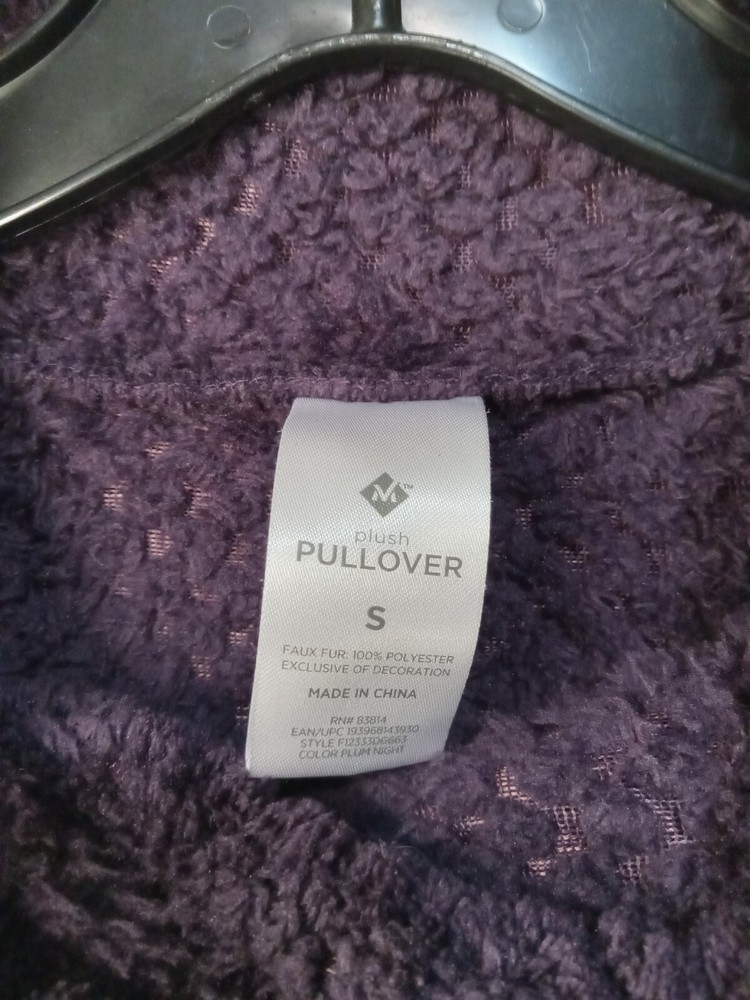 M™
plush
PULLOVER
S
FAUX FUR: 100% POLYESTER
EXCLUSIVE OF DECORATION
MADE IN CHINA
RN# 83814
EAN/UPC 193968143930
STYLE F12333DG663
COLOR PLUM NIGHT